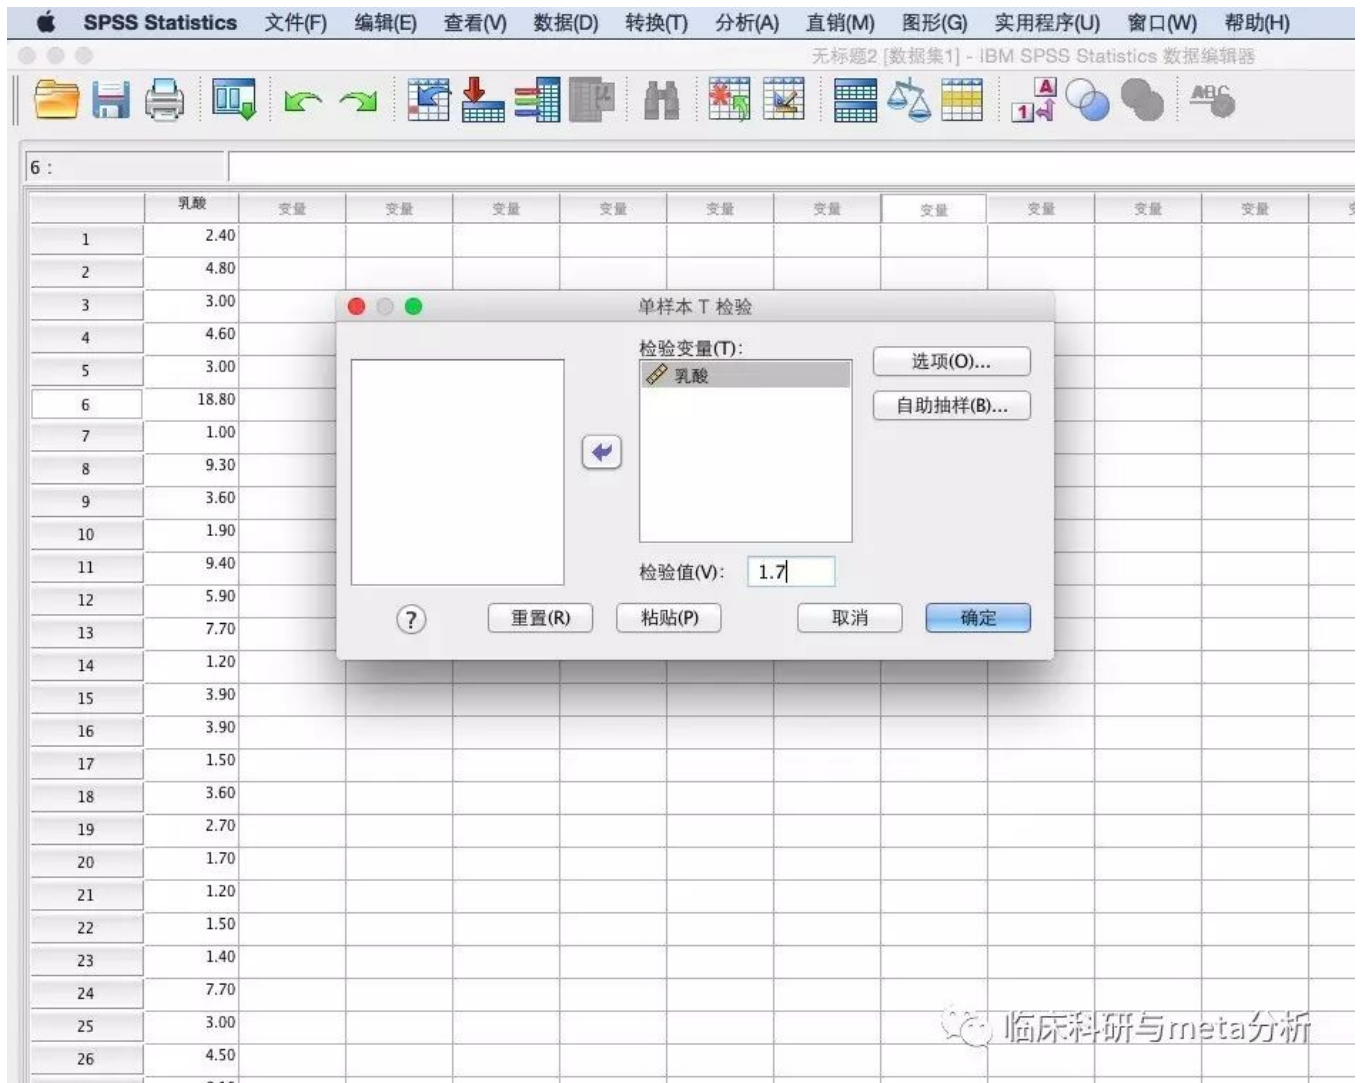 SPSS Statistics 文件(F) 编辑(E) 查看(V) 数据(D) 转换(T) 分析(A) 直销(M) 图形(G) 实用程序(U) 窗口(W) 帮助(H)
无标题2 [数据集1] - IBM SPSS Statistics 数据编辑器
6 :
乳酸 变量 变量 变量 变量 变量 变量 变量 变量 变量 变量
1 2.40
2 4.80
3 3.00
4 4.60
5 3.00
6 18.80
7 1.00
8 9.30
9 3.60
10 1.90
11 9.40
12 5.90
13 7.70
14 1.20
15 3.90
16 3.90
17 1.50
18 3.60
19 2.70
20 1.70
21 1.20
22 1.50
23 1.40
24 7.70
25 3.00
26 4.50
单样本 T 检验
检验变量(T):
乳酸
选项(O)...
自助抽样(B)...
检验值(V): 1.7
? 重置(R) 粘贴(P) 取消 确定
临床科研与meta分析